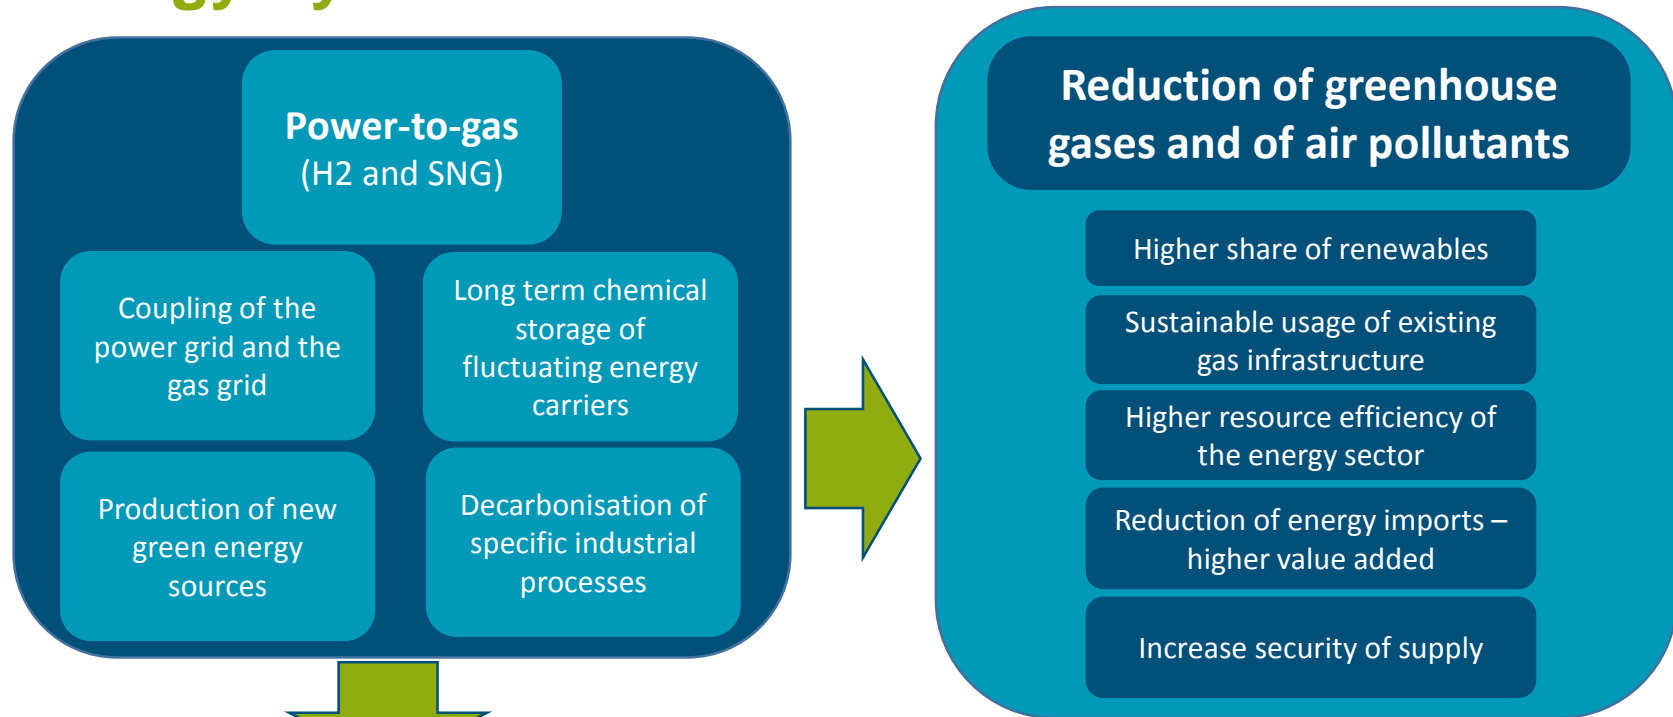 Power-to-gas
(H2 and SNG)
Coupling of the
power grid and the
gas grid
Long term chemical
storage of
fluctuating energy
carriers
Production of new
green energy
sources
Decarbonisation of
specific industrial
processes
Reduction of greenhouse
gases and of air pollutants
Higher share of renewables
Sustainable usage of existing
gas infrastructure
Higher resource efficiency of
the energy sector
Reduction of energy imports –
higher value added
Increase security of supply